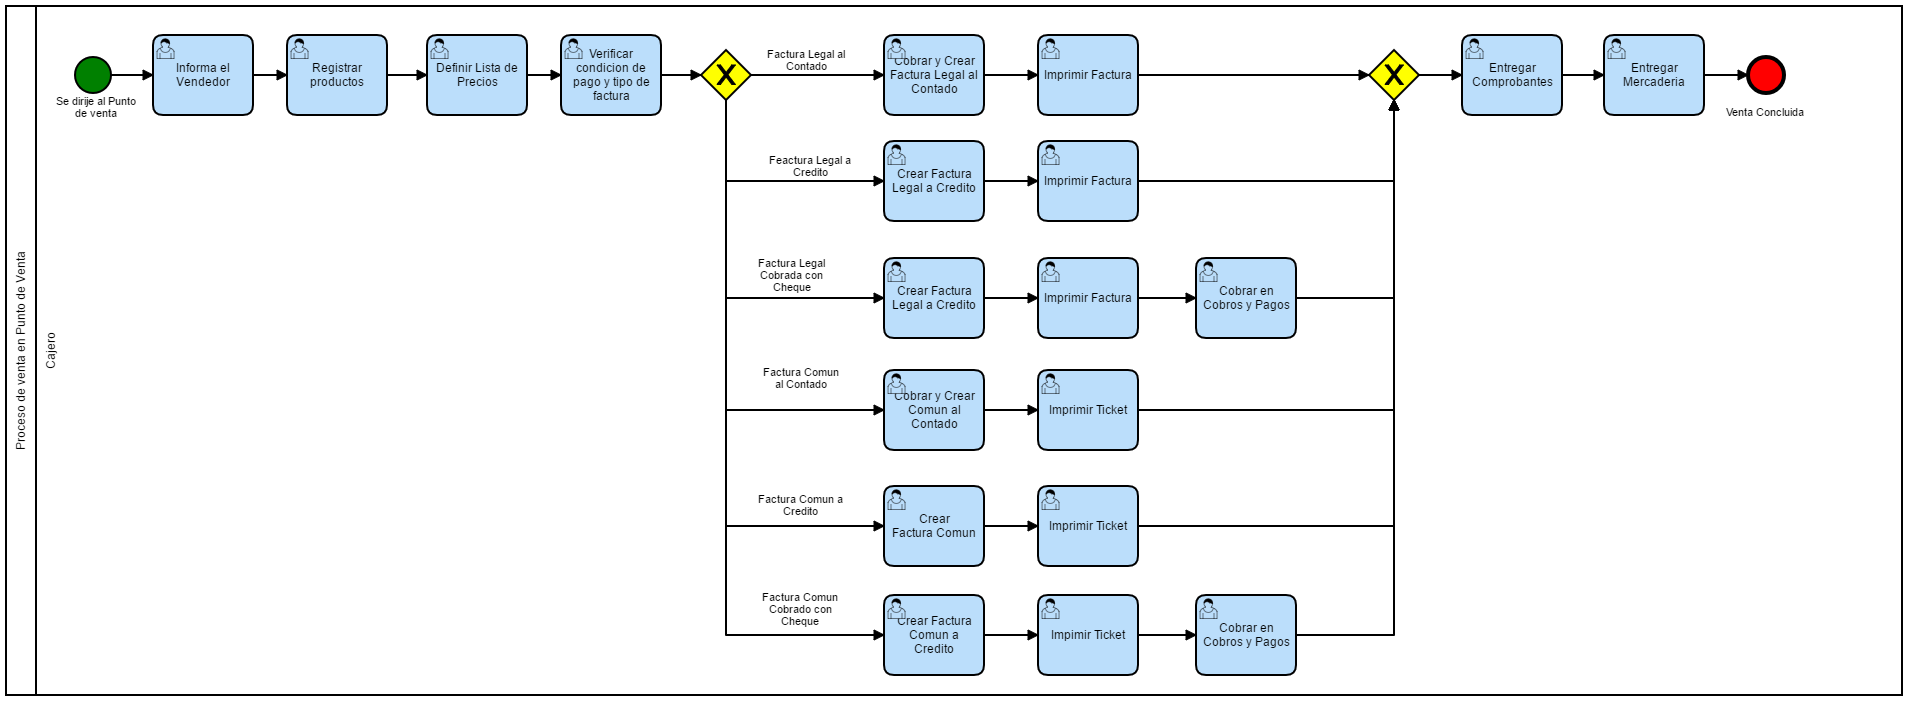 Proceso de venta en Punto de Venta
Cajero
Se dirije al Punto
de venta
Informa el
Vendedor
Registrar
productos
Definir Lista de
Precios
Verificar
condicion de
pago y tipo de
factura
X
Factura Legal al
Contado
Cobrar y Crear
Factura Legal al
Contado
Imprimir Factura
X
Entregar
Comprobantes
Entregar
Mercaderia
Venta Concluida
Feactura Legal a
Credito
Crear Factura
Legal a Credito
Imprimir Factura
Factura Legal
Cobrada con
Cheque
Crear Factura
Legal a Credito
Imprimir Factura
Cobrar en
Cobros y Pagos
Factura Comun
al Contado
Cobrar y Crear
Comun al
Contado
Imprimir Ticket
Factura Comun a
Credito
Crear
Factura Comun
Imprimir Ticket
Factura Comun
Cobrado con
Cheque
Crear Factura
Comun a
Credito
Impimir Ticket
Cobrar en
Cobros y Pagos